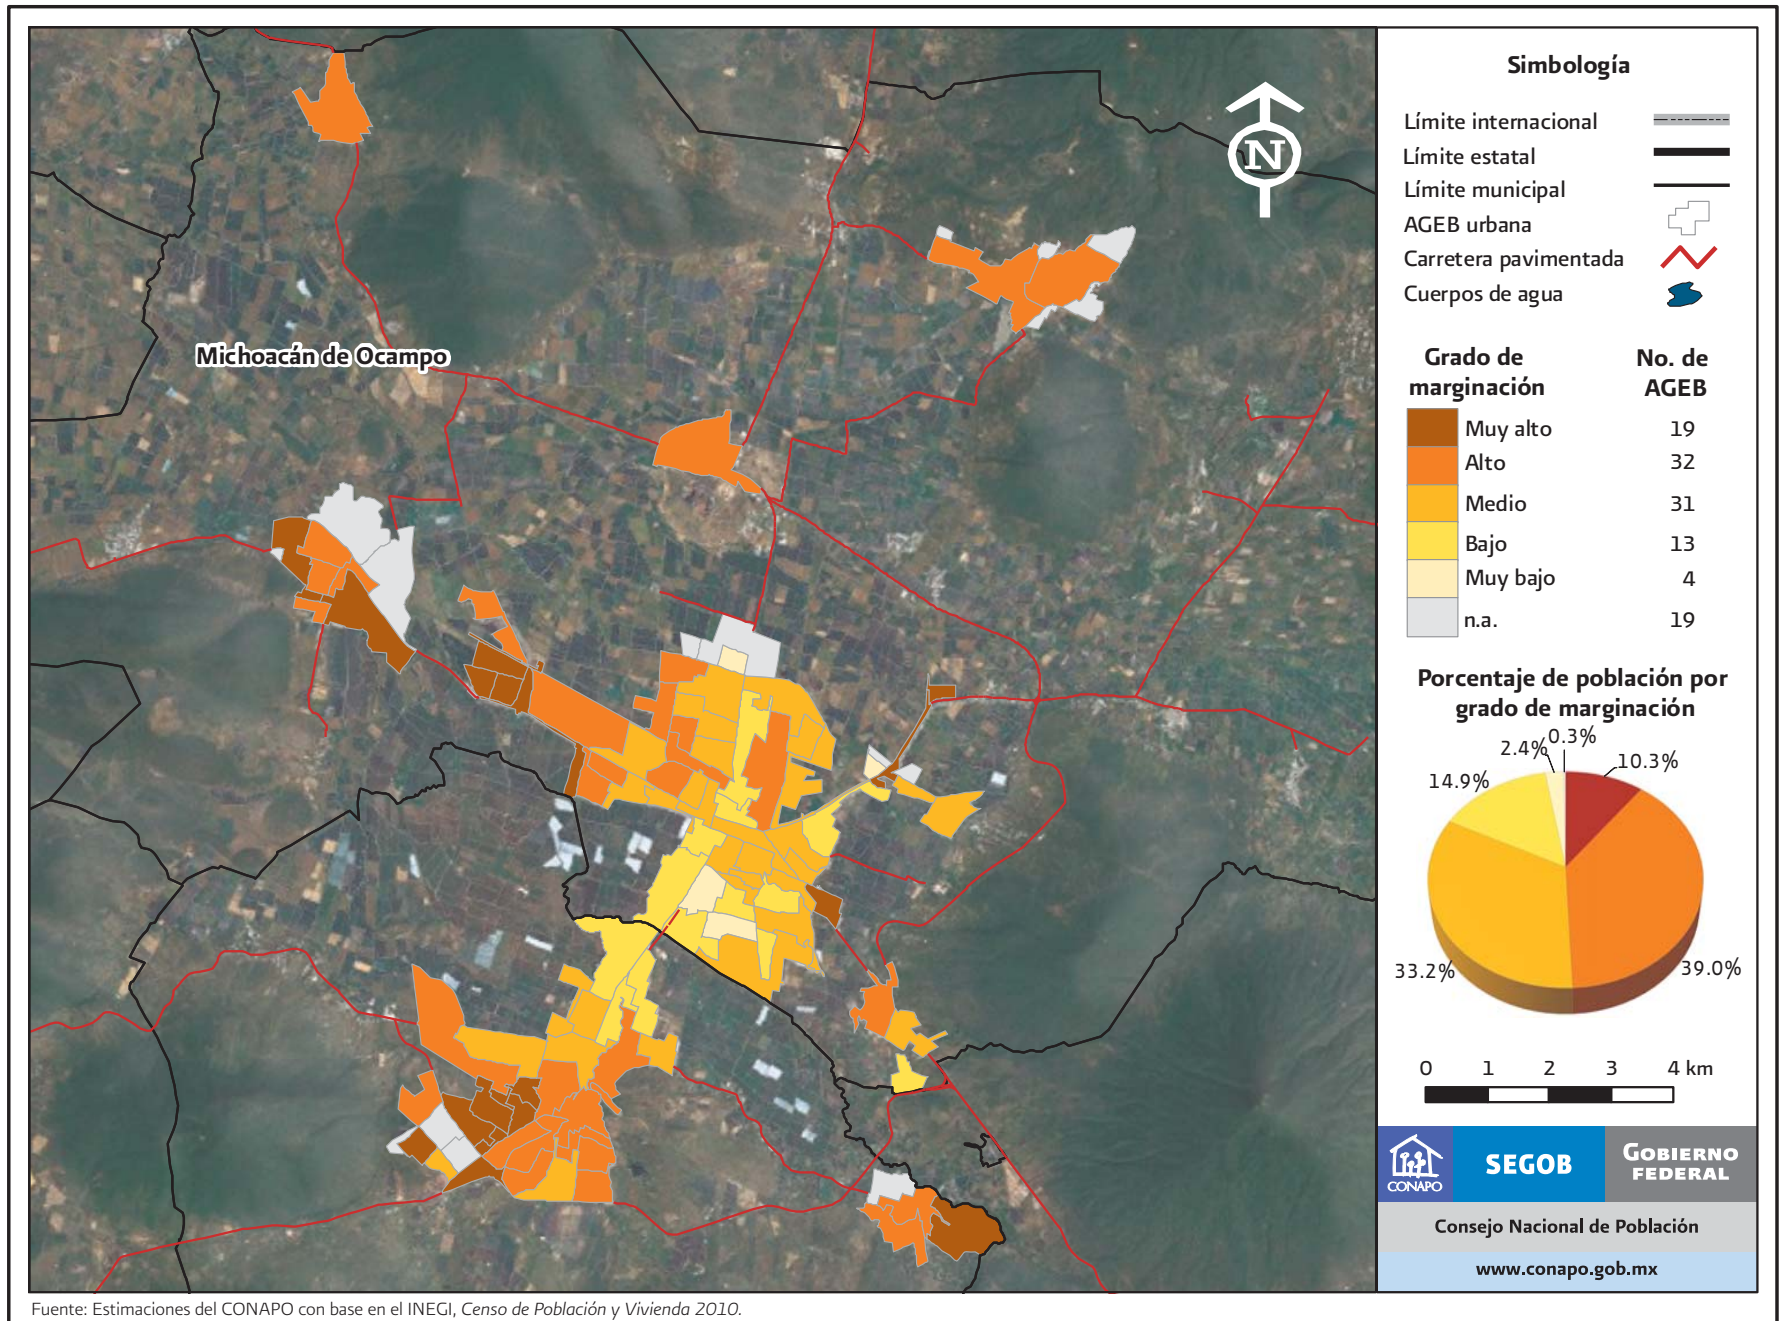 Michoacán de Ocampo
N
Simbología
Límite internacional
Límite estatal
Límite municipal
AGEB urbana
Carretera pavimentada
Cuerpos de agua
Grado de marginación
No. de AGEB
Muy alto 19
Alto 32
Medio 31
Bajo 13
Muy bajo 4
n.a. 19
Porcentaje de población por
grado de marginación
0.3%
2.4%
10.3%
14.9%
33.2%
39.0%
0 1 2 3 4 km
CONAPO
SEGOB
GOBIERNO
FEDERAL
Consejo Nacional de Población
www.conapo.gob.mx
Fuente: Estimaciones del CONAPO con base en el INEGI, Censo de Población y Vivienda 2010.